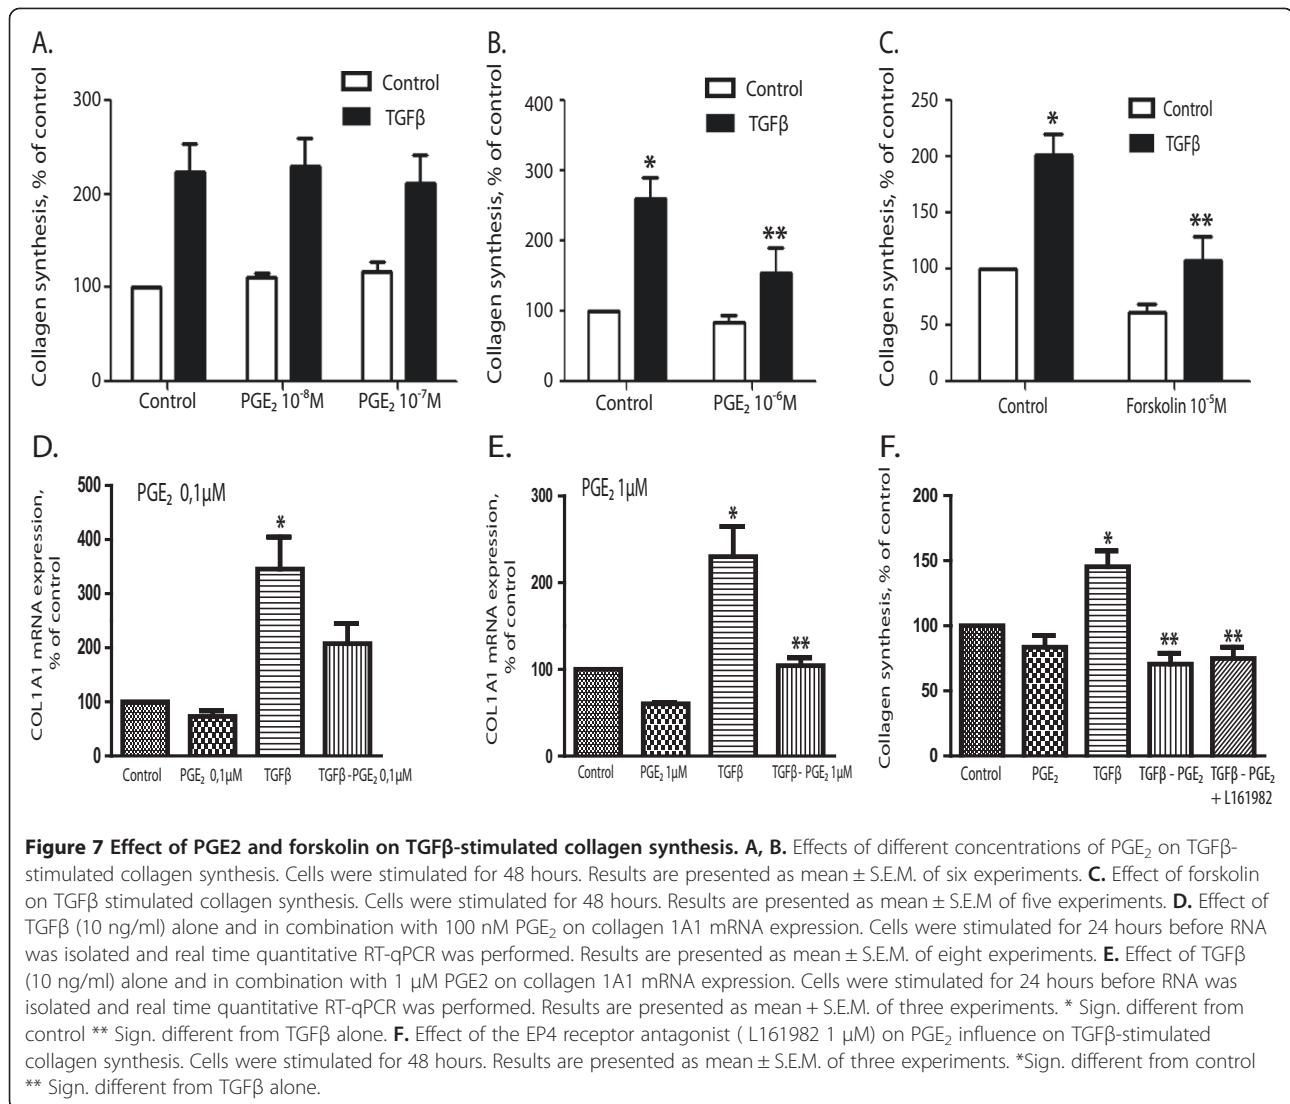 A.
Collagen synthesis, % of control
Control
TGFβ
300
200
100
0
Control
PGE₂ 10⁻⁸M
PGE₂ 10⁻⁷M
B.
Collagen synthesis, % of control
Control
TGFβ
400
300
200
100
0
*
**
Control
PGE₂ 10⁻⁶M
C.
Collagen synthesis, % of control
Control
TGFβ
250
200
150
100
50
0
*
**
Control
Forskolin 10⁻⁵M
D.
COL1A1 mRNA expression,
% of control
PGE₂ 0,1µM
500
400
300
200
100
0
*
Control
PGE₂ 0,1µM
TGFβ
TGFβ-PGE₂ 0,1µM
E.
COL1A1 mRNA expression,
% of control
PGE₂ 1µM
300
200
100
0
*
**
Control
PGE₂ 1µM
TGFβ
TGFβ- PGE₂ 1µM
F.
Collagen synthesis, % of control
200
150
100
50
0
*
**
**
Control
PGE₂
TGFβ
TGFβ - PGE₂
TGFβ - PGE₂
+ L161982
Figure 7 Effect of PGE2 and forskolin on TGFβ-stimulated collagen synthesis. A, B. Effects of different concentrations of PGE₂ on TGFβ-
stimulated collagen synthesis. Cells were stimulated for 48 hours. Results are presented as mean ± S.E.M. of six experiments. C. Effect of forskolin
on TGFβ stimulated collagen synthesis. Cells were stimulated for 48 hours. Results are presented as mean ± S.E.M of five experiments. D. Effect of
TGFβ (10 ng/ml) alone and in combination with 100 nM PGE₂ on collagen 1A1 mRNA expression. Cells were stimulated for 24 hours before RNA
was isolated and real time quantitative RT-qPCR was performed. Results are presented as mean ± S.E.M. of eight experiments. E. Effect of TGFβ
(10 ng/ml) alone and in combination with 1 µM PGE2 on collagen 1A1 mRNA expression. Cells were stimulated for 24 hours before RNA was
isolated and real time quantitative RT-qPCR was performed. Results are presented as mean + S.E.M. of three experiments. * Sign. different from
control ** Sign. different from TGFβ alone. F. Effect of the EP4 receptor antagonist ( L161982 1 µM) on PGE₂ influence on TGFβ-stimulated
collagen synthesis. Cells were stimulated for 48 hours. Results are presented as mean ± S.E.M. of three experiments. *Sign. different from control
** Sign. different from TGFβ alone.